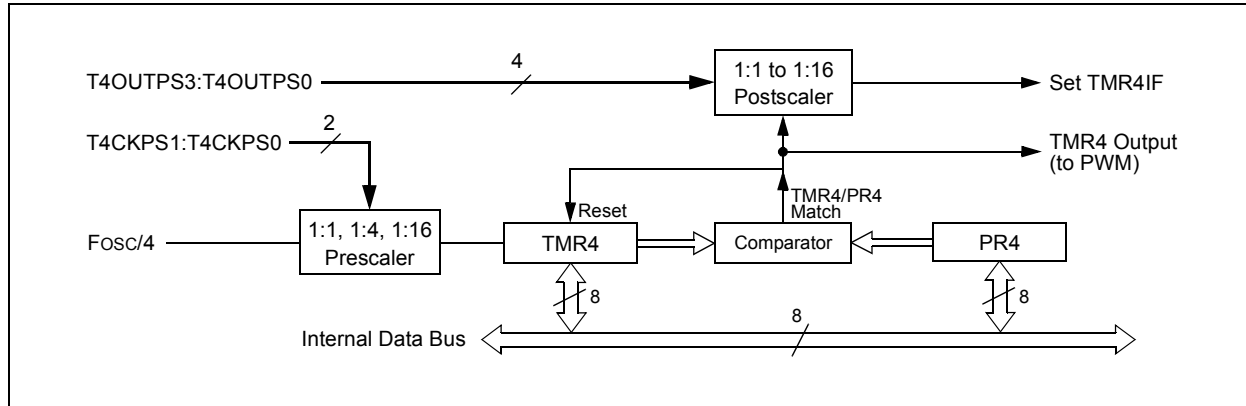 T4OUTPS3:T4OUTPS0
4
1:1 to 1:16
Postscaler
Set TMR4IF
T4CKPS1:T4CKPS0
2
TMR4 Output
(to PWM)
Reset
TMR4/PR4
Match
FOSC/4
1:1, 1:4, 1:16
Prescaler
TMR4
Comparator
PR4
8
8
Internal Data Bus
8